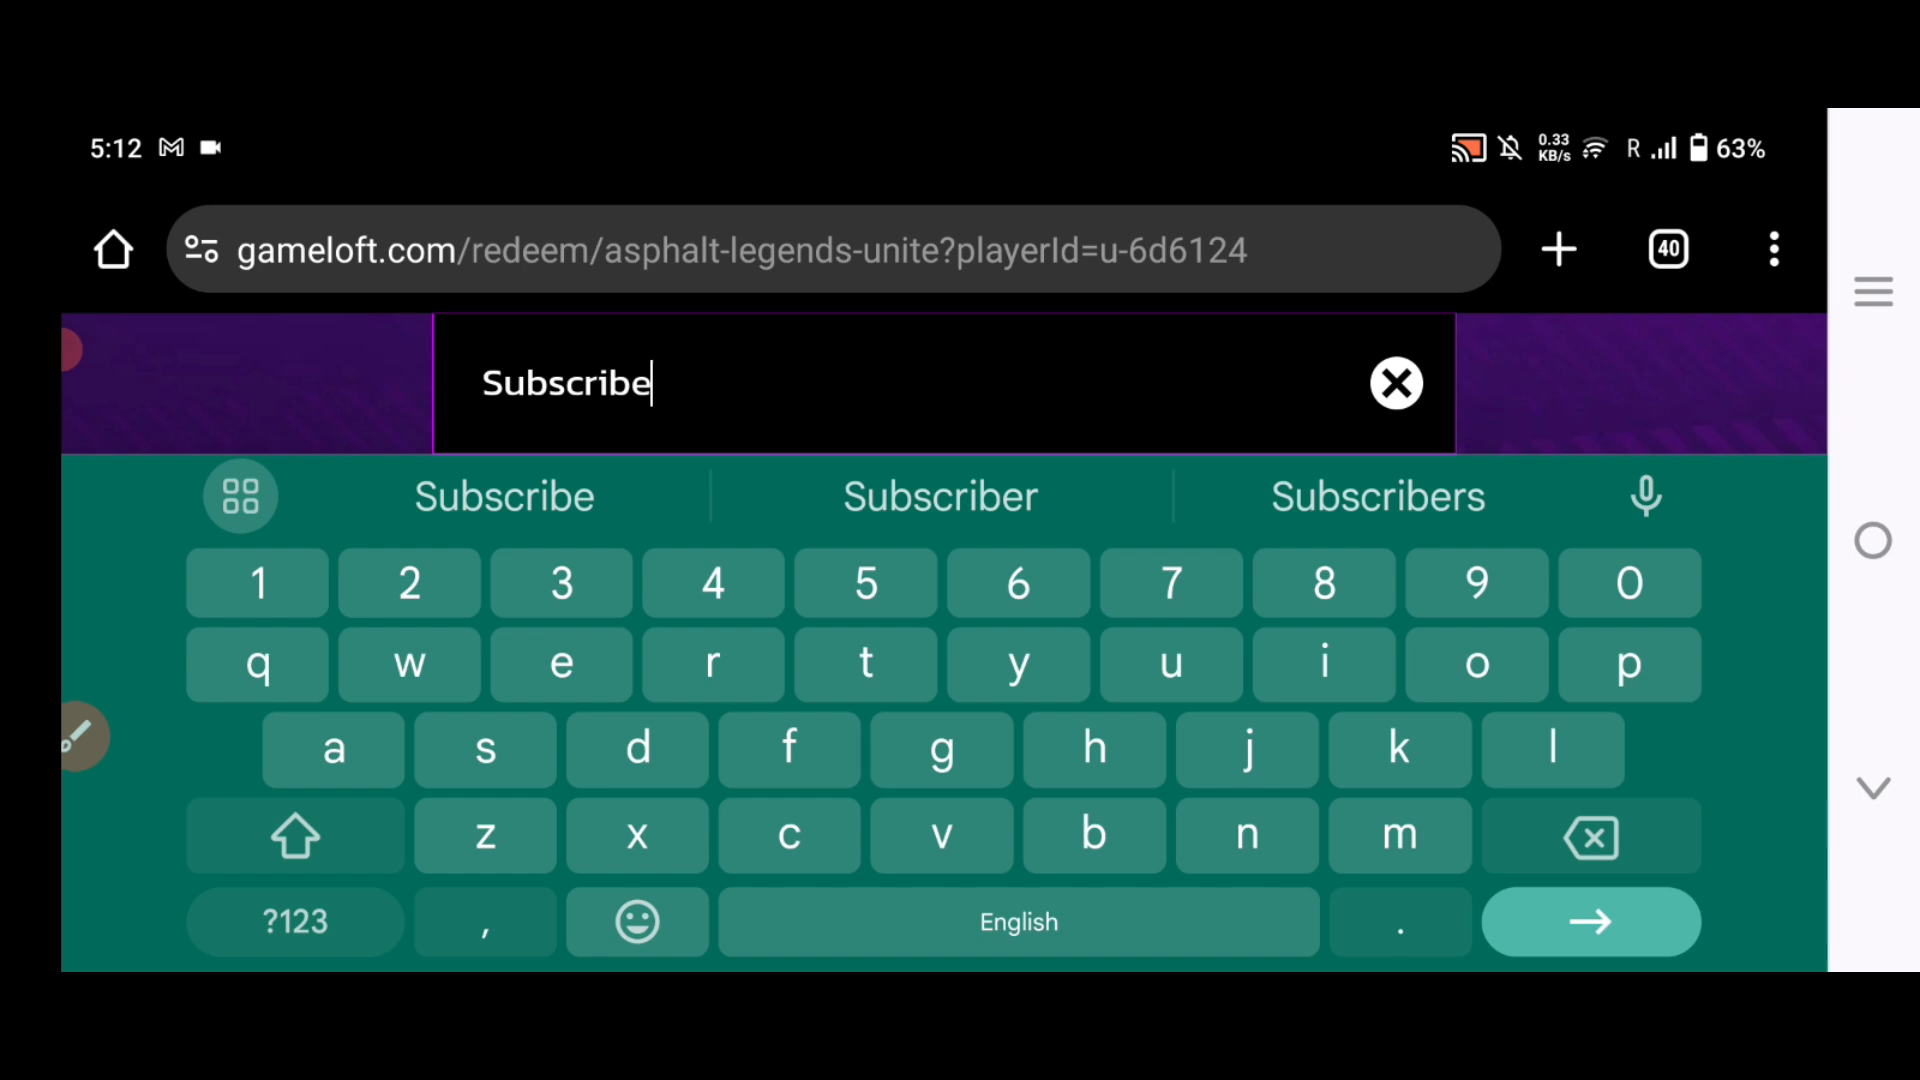 5:12 0.33 KB/s R 63%
gameloft.com/redeem/asphalt-legends-unite?playerId=u-6d6124 40
Subscribe
Subscribe Subscriber Subscribers
1 2 3 4 5 6 7 8 9 0
q w e r t y u i o p
a s d f g h j k l
z x c v b n m
?123 , English .